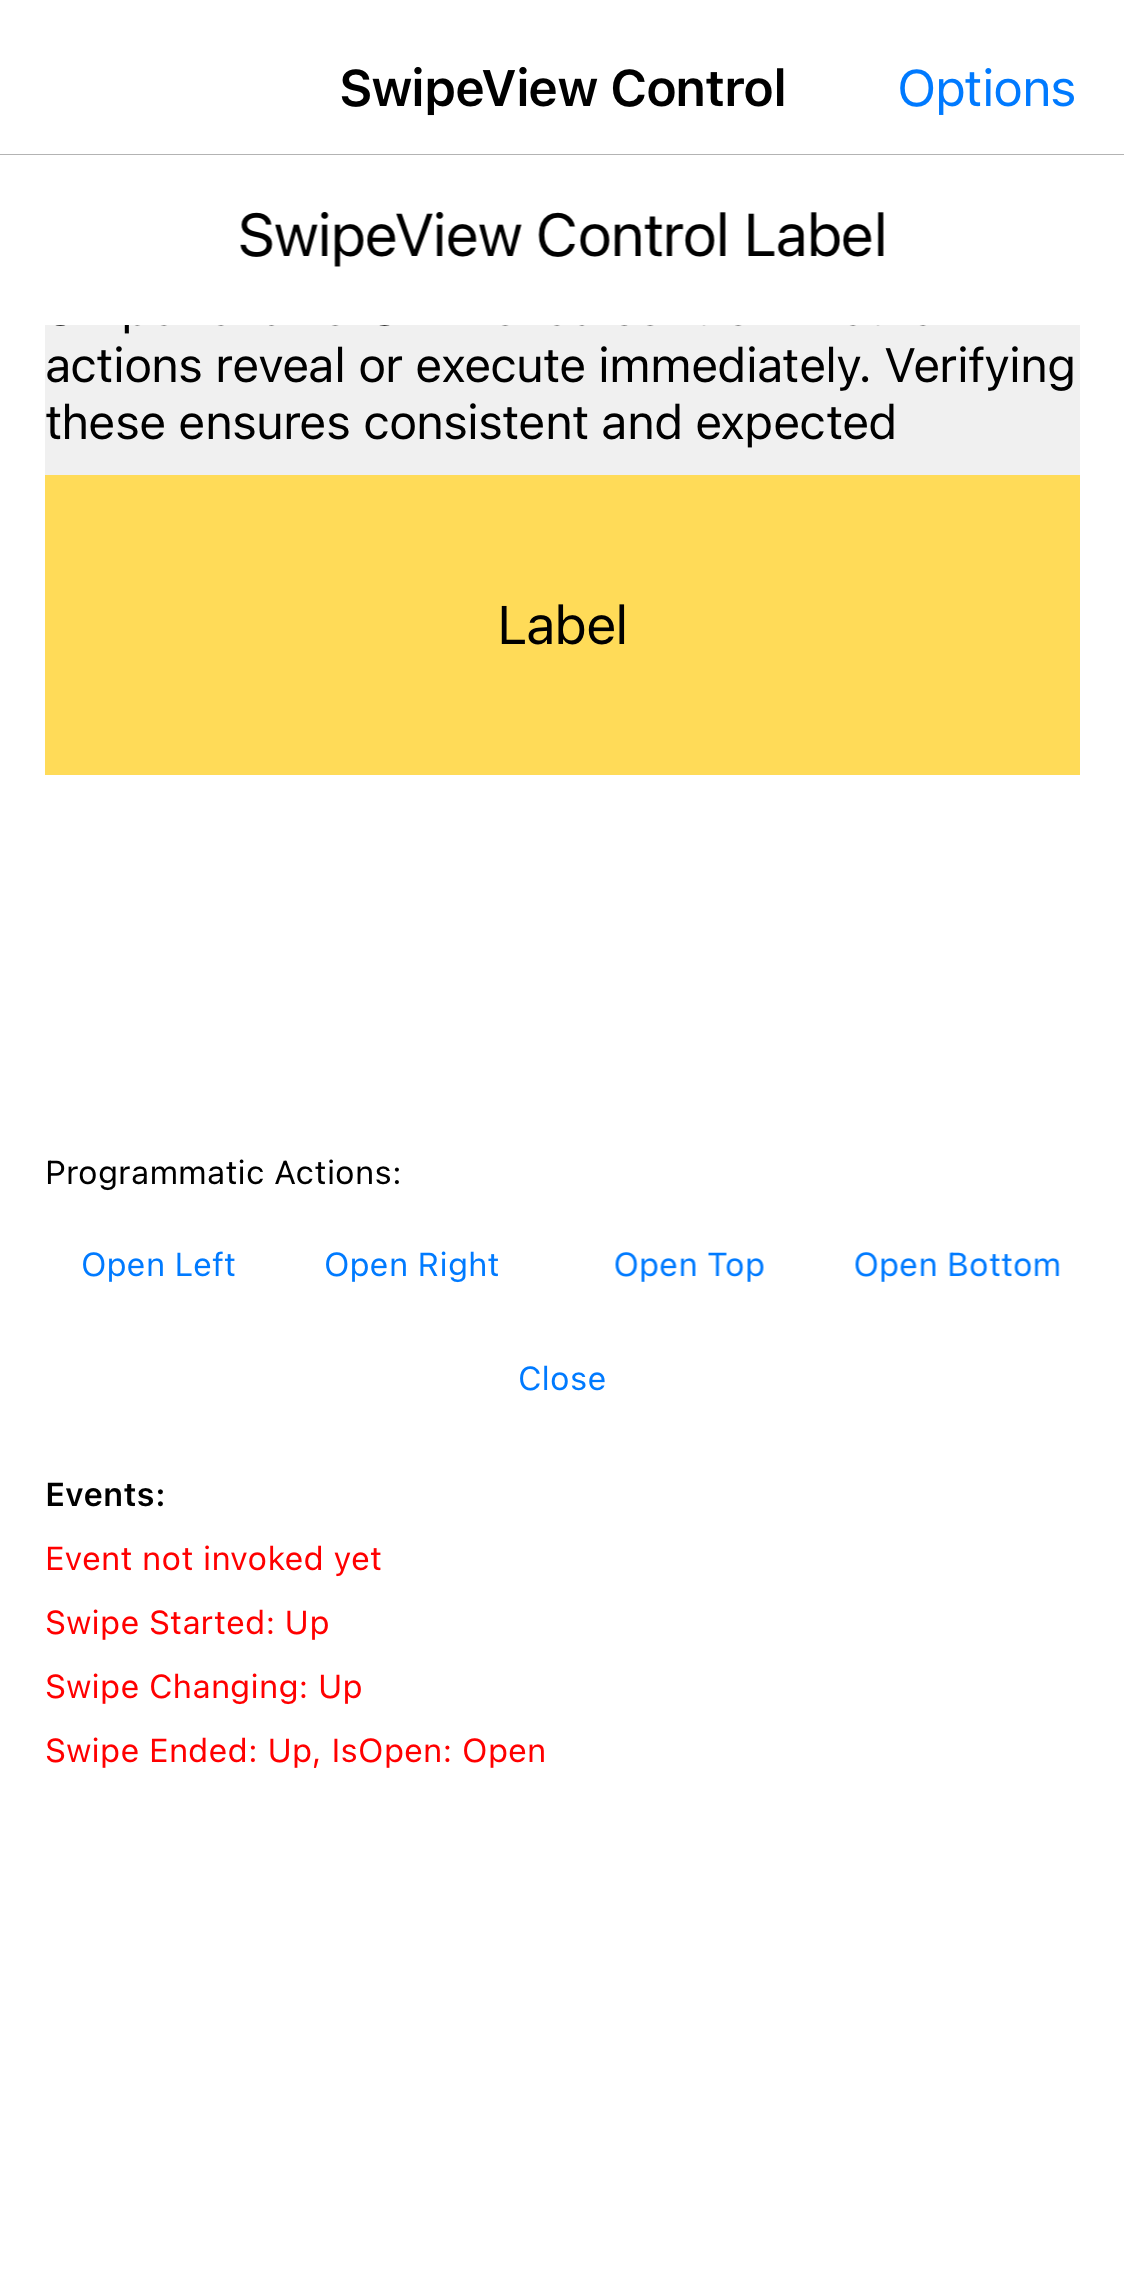 SwipeView Control
Options
SwipeView Control Label
actions reveal or execute immediately. Verifying
these ensures consistent and expected
Label
Programmatic Actions:
Open Left
Open Right
Open Top
Open Bottom
Close
Events:
Event not invoked yet
Swipe Started: Up
Swipe Changing: Up
Swipe Ended: Up, IsOpen: Open